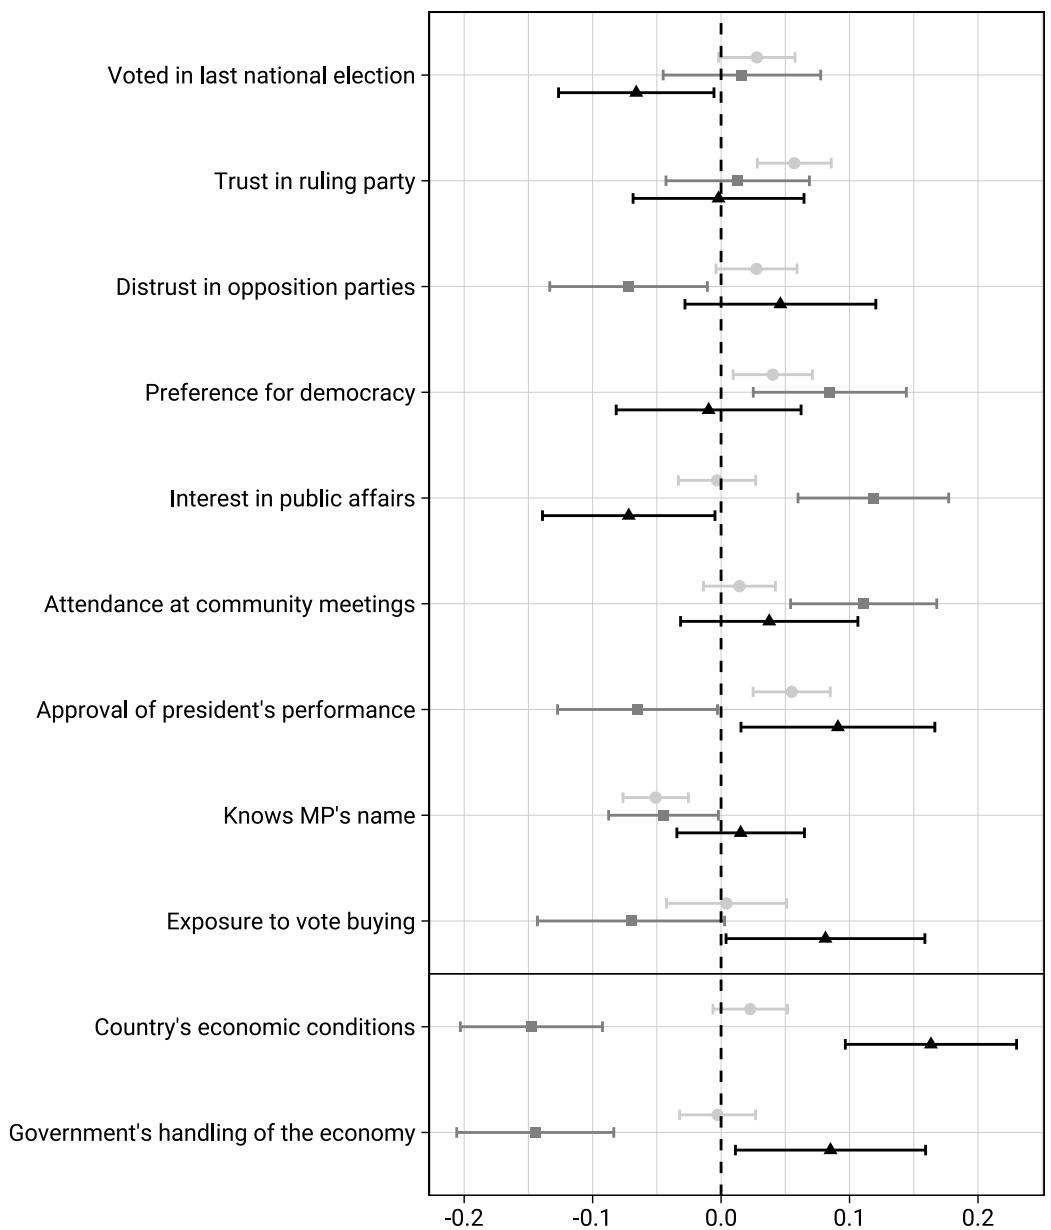 Voted in last national election
Trust in ruling party
Distrust in opposition parties
Preference for democracy
Interest in public affairs
Attendance at community meetings
Approval of president's performance
Knows MP's name
Exposure to vote buying
Country's economic conditions
Government's handling of the economy
-0.2 -0.1 0.0 0.1 0.2